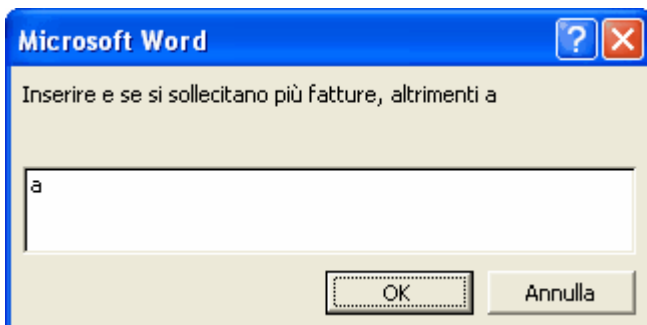 Microsoft Word
Inserire e se si sollecitano più fatture, altrimenti a
a
OK
Annulla